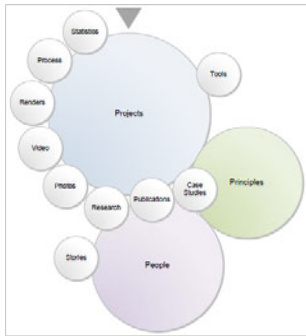 Statistics
Process
Tools
Renders
Projects
Video
Photos
Case
Studies
Principles
Research
Publications
Stories
People